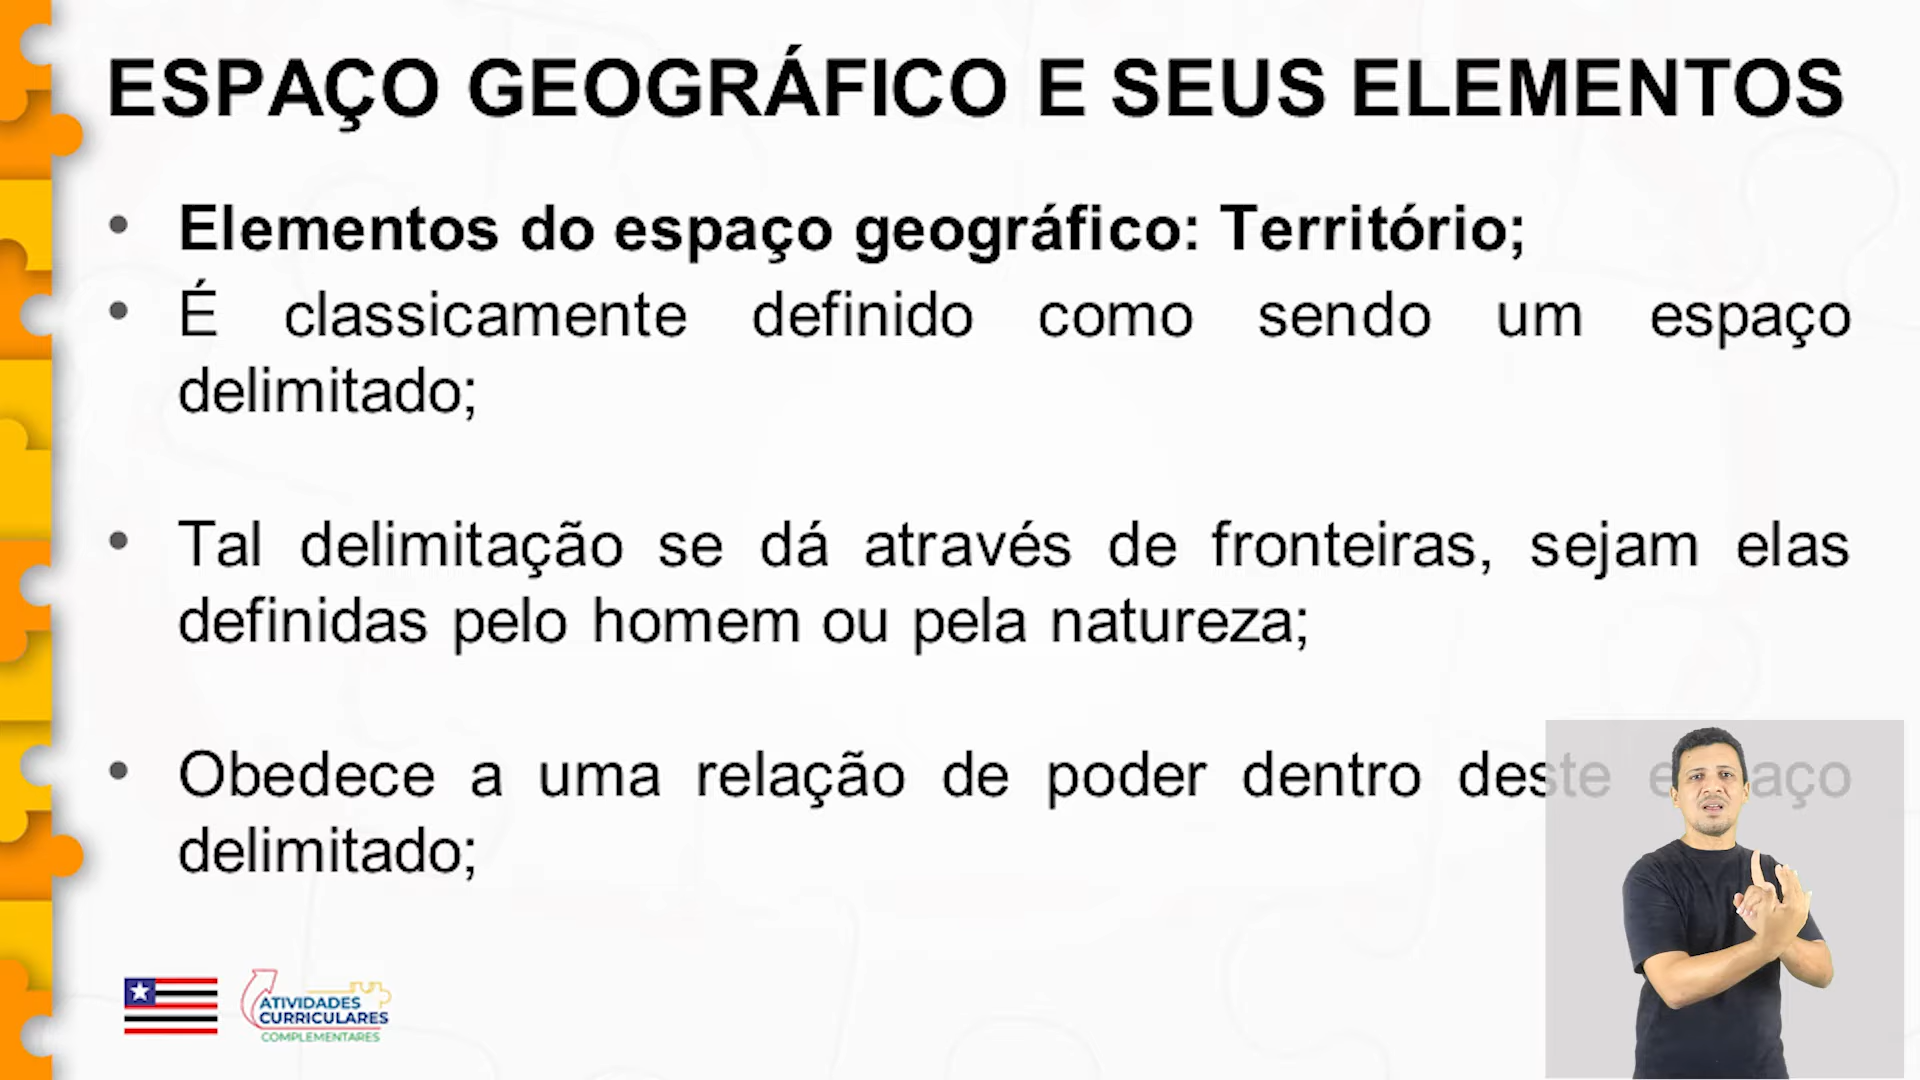 ESPAÇO GEOGRÁFICO E SEUS ELEMENTOS
• Elementos do espaço geográfico: Território;
• É classicamente definido como sendo um espaço
delimitado;
• Tal delimitação se dá através de fronteiras, sejam elas
definidas pelo homem ou pela natureza;
• Obedece a uma relação de poder dentro deste espaço
delimitado;
ATIVIDADES
CURRICULARES
COMPLEMENTARES